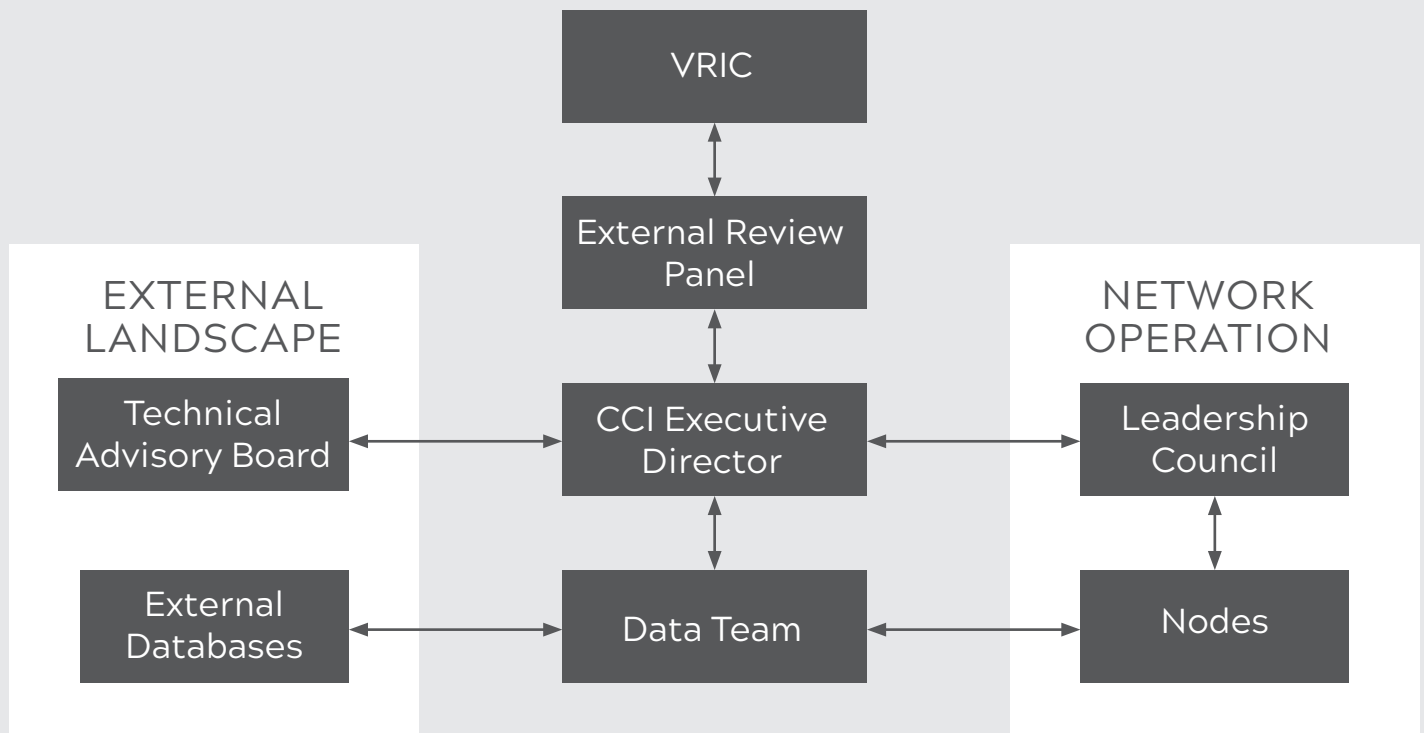 VRIC
External Review
Panel
EXTERNAL
LANDSCAPE
NETWORK
OPERATION
Technical
Advisory Board
CCI Executive
Director
Leadership
Council
External
Databases
Data Team
Nodes